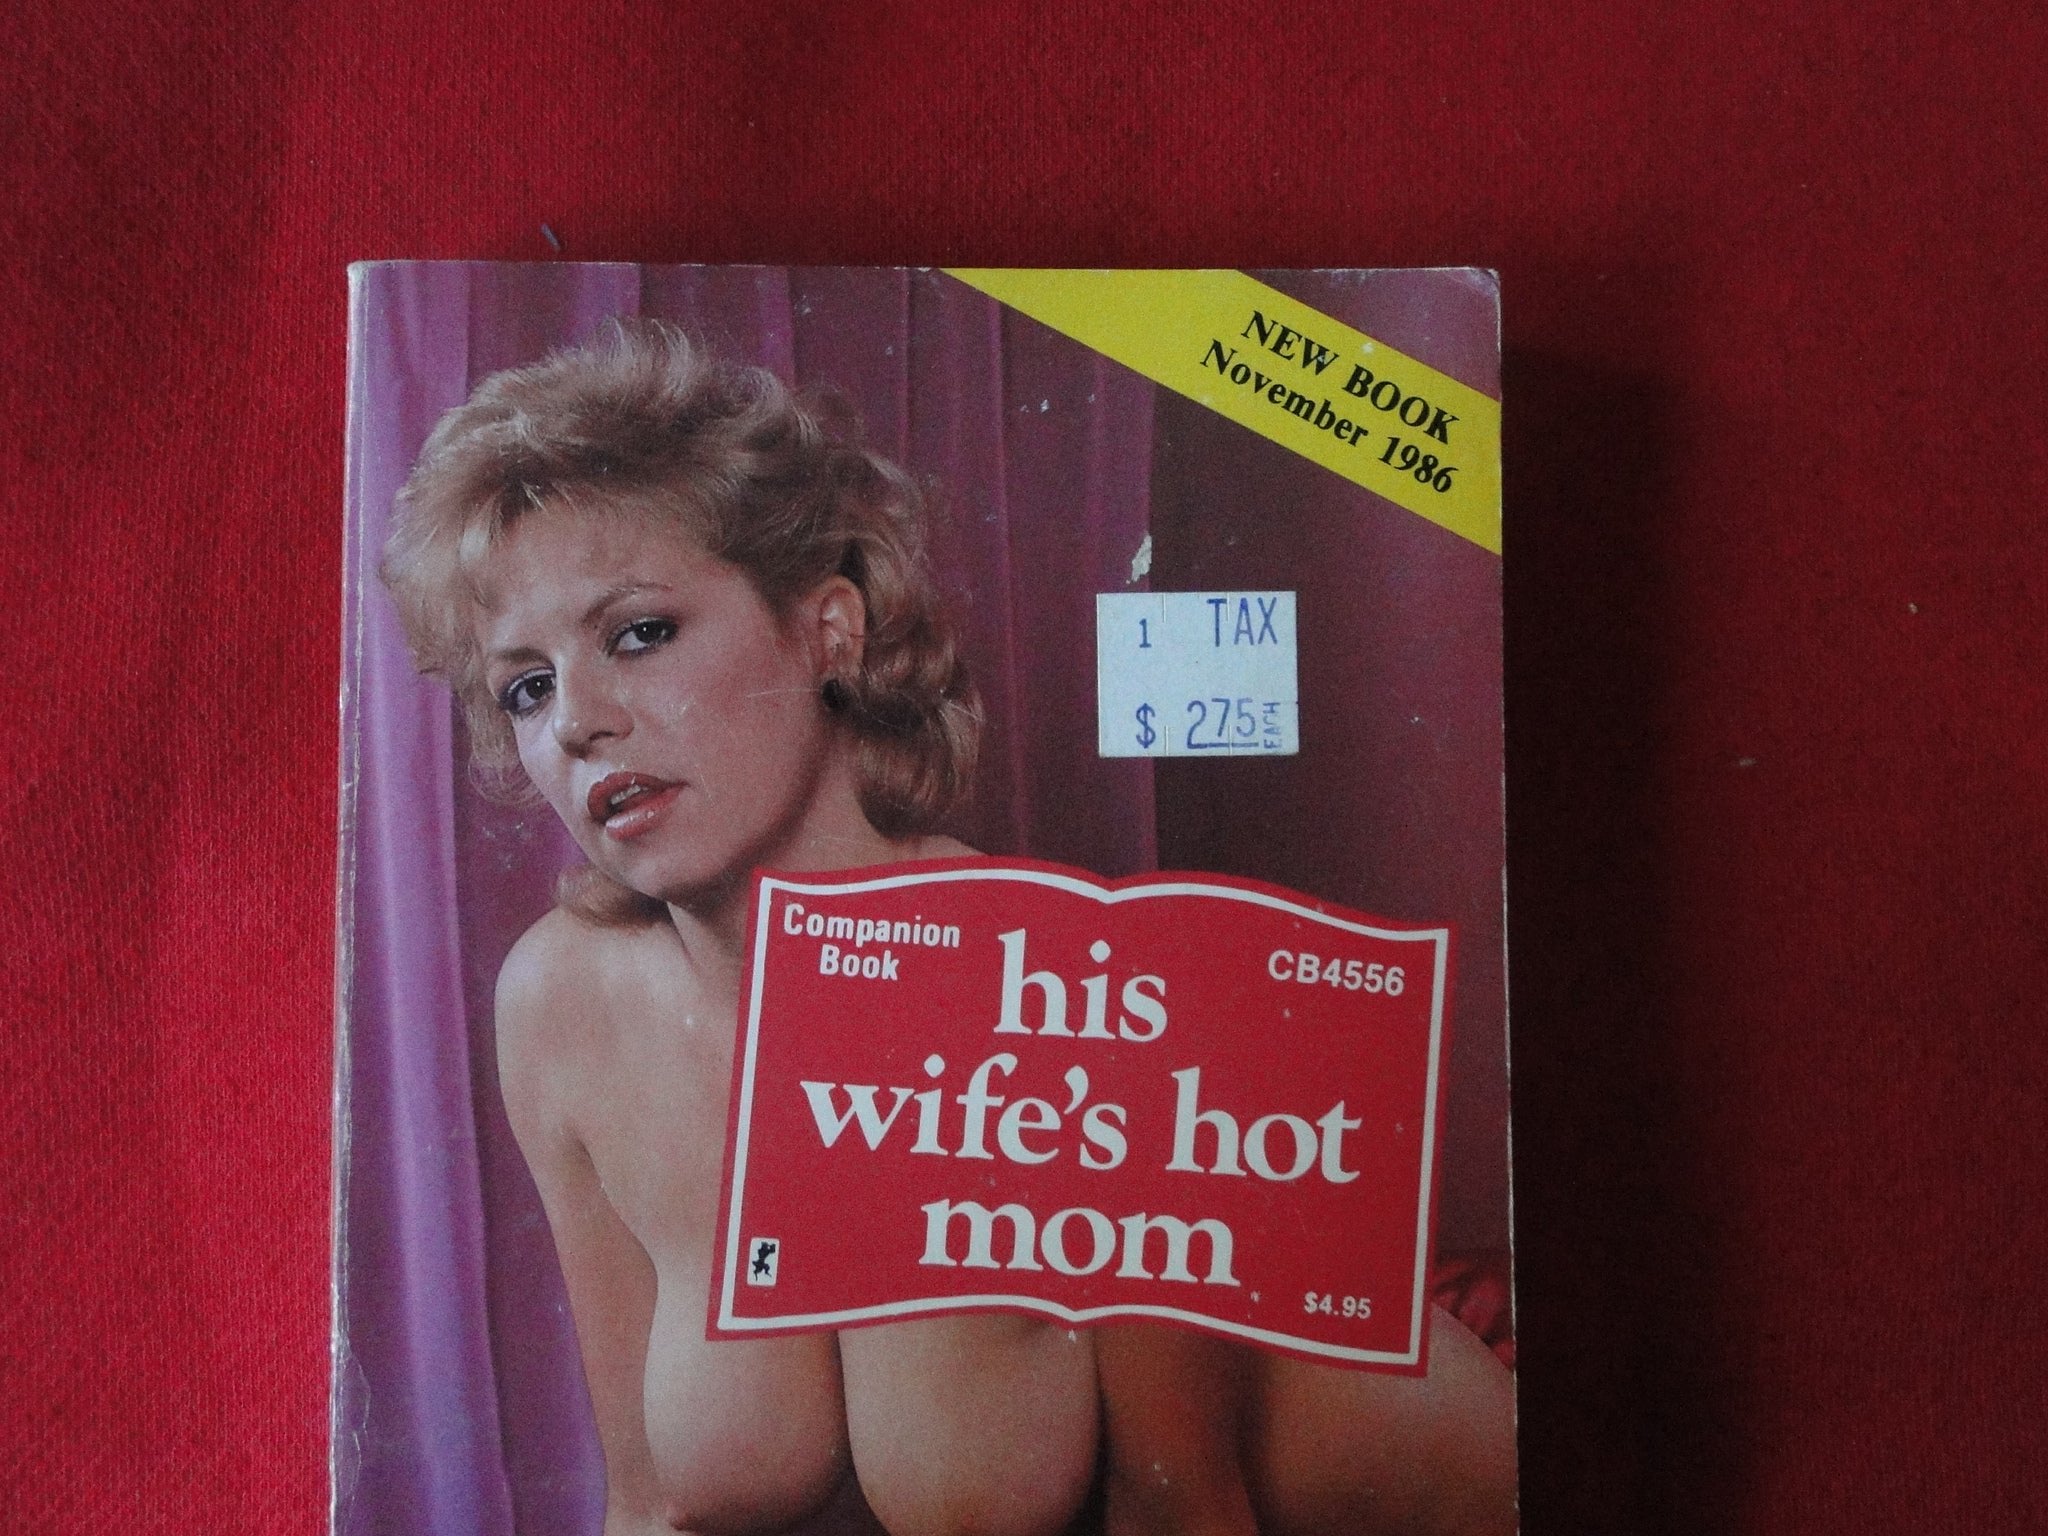 NEW BOOK
November 1986
1 TAX
$ 275 EACH
Companion
Book
CB4556
his
wife's hot
mom
$4.95